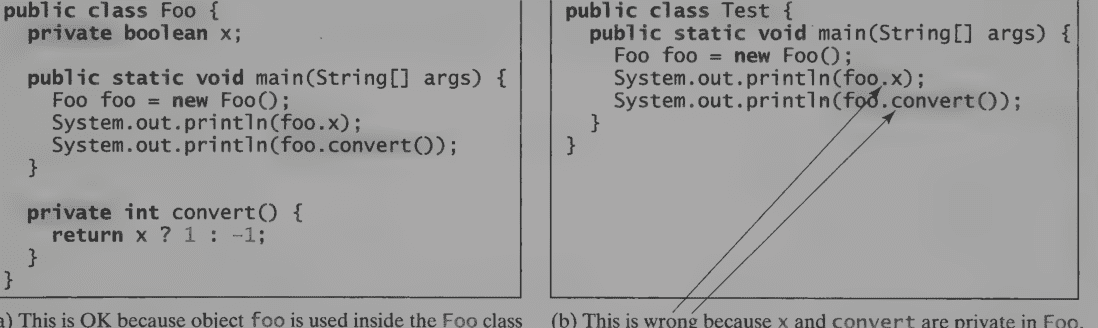 public class Foo {
  private boolean x;

  public static void main(String[] args) {
    Foo foo = new Foo();
    System.out.println(foo.x);
    System.out.println(foo.convert());
  }

  private int convert() {
    return x ? 1 : -1;
  }
}
a) This is OK because object foo is used inside the Foo class
public class Test {
  public static void main(String[] args) {
    Foo foo = new Foo();
    System.out.println(foo.x);
    System.out.println(foo.convert());
  }
}
(b) This is wrong because x and convert are private in Foo.